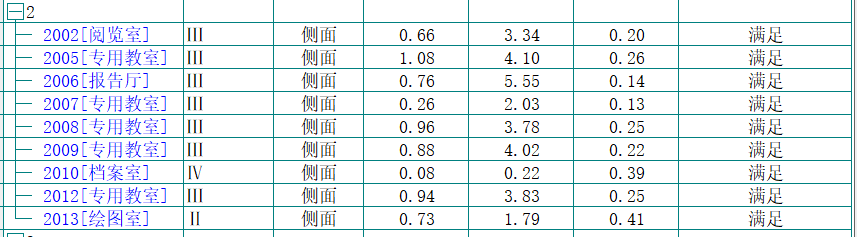 2
2002[阅览室] III 侧面 0.66 3.34 0.20 满足
2005[专用教室] III 侧面 1.08 4.10 0.26 满足
2006[报告厅] III 侧面 0.76 5.55 0.14 满足
2007[专用教室] III 侧面 0.26 2.03 0.13 满足
2008[专用教室] III 侧面 0.96 3.78 0.25 满足
2009[专用教室] III 侧面 0.88 4.02 0.22 满足
2010[档案室] IV 侧面 0.08 0.22 0.39 满足
2012[专用教室] III 侧面 0.94 3.83 0.25 满足
2013[绘图室] II 侧面 0.73 1.79 0.41 满足